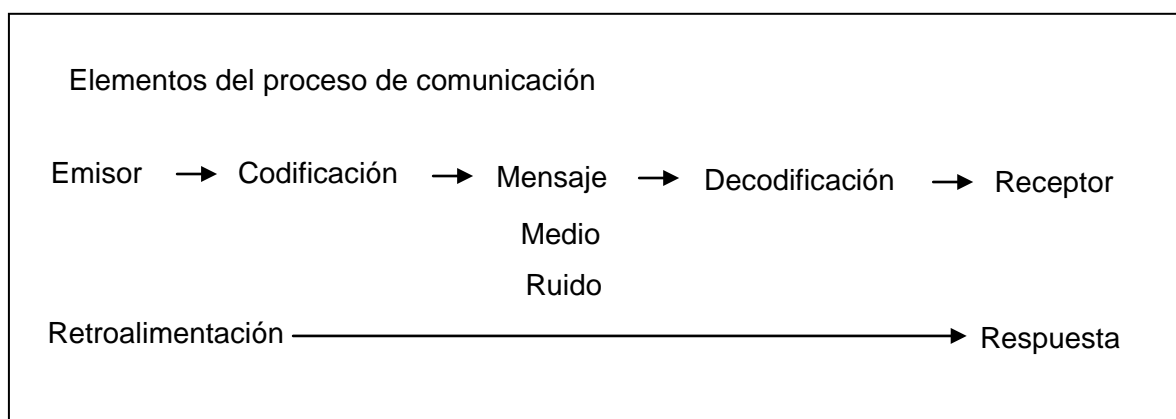 Elementos del proceso de comunicación
Emisor Codificación Mensaje Decodificación Receptor
Medio
Ruido
Retroalimentación Respuesta